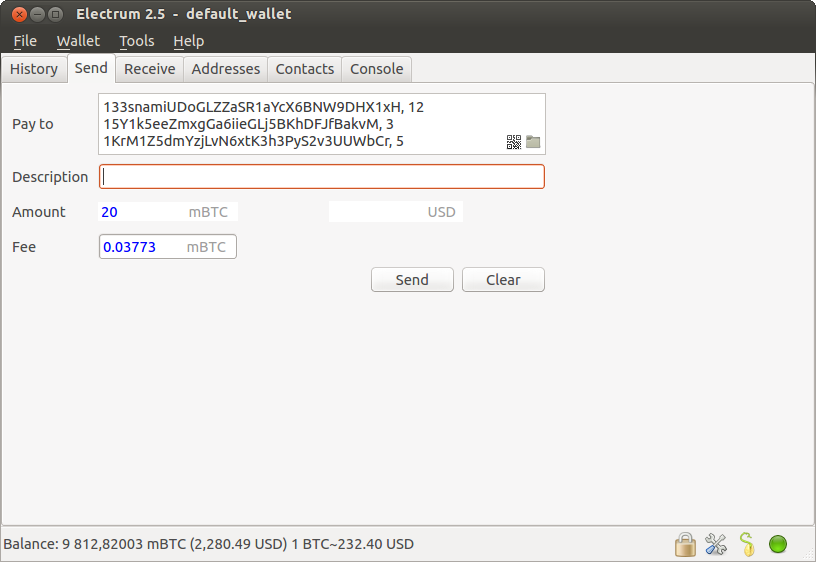 Electrum 2.5 - default_wallet
File Wallet Tools Help
History Send Receive Addresses Contacts Console
Pay to
133snamiUDoGLZZaSR1aYcX6BNW9DHX1xH, 12
15Y1k5eeZmxgGa6iieGLj5BKhDFJfBakvM, 3
1KrM1Z5dmYzjLvN6xtK3h3PyS2v3UUWbCr, 5
Description
Amount 20 mBTC USD
Fee 0.03773 mBTC
Send Clear
Balance: 9 812,82003 mBTC (2,280.49 USD) 1 BTC~232.40 USD